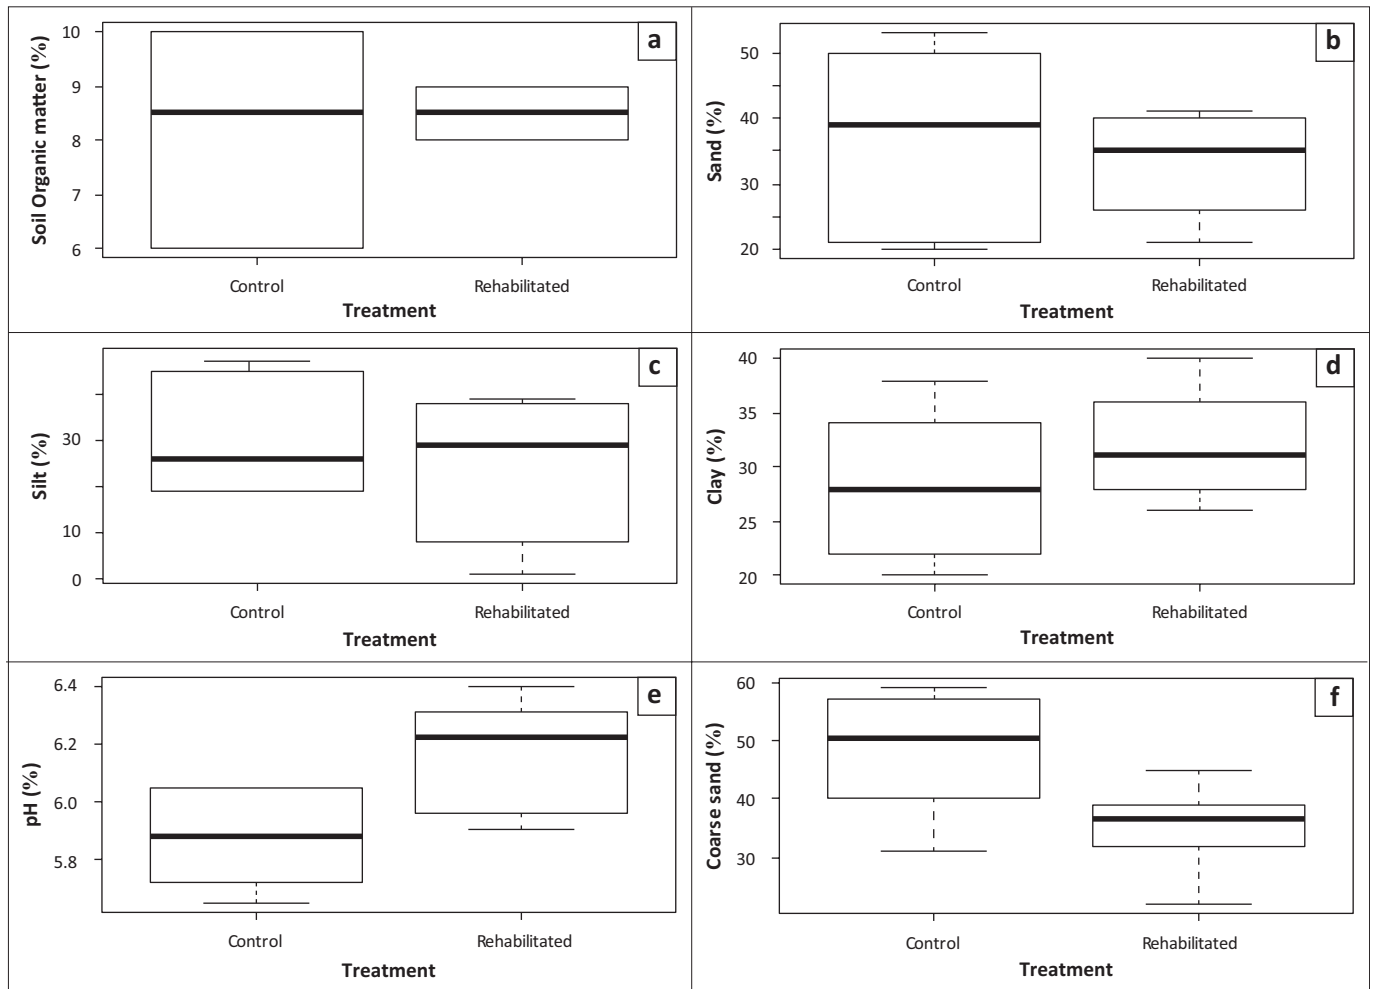 a
Soil Organic matter (%)
10
9
8
7
6
Control
Rehabilitated
Treatment
b
Sand (%)
50
40
30
20
Control
Rehabilitated
Treatment
c
Silt (%)
30
10
0
Control
Rehabilitated
Treatment
d
Clay (%)
40
35
30
25
20
Control
Rehabilitated
Treatment
e
pH (%)
6.4
6.2
6.0
5.8
Control
Rehabilitated
Treatment
f
Coarse sand (%)
60
50
40
30
Control
Rehabilitated
Treatment